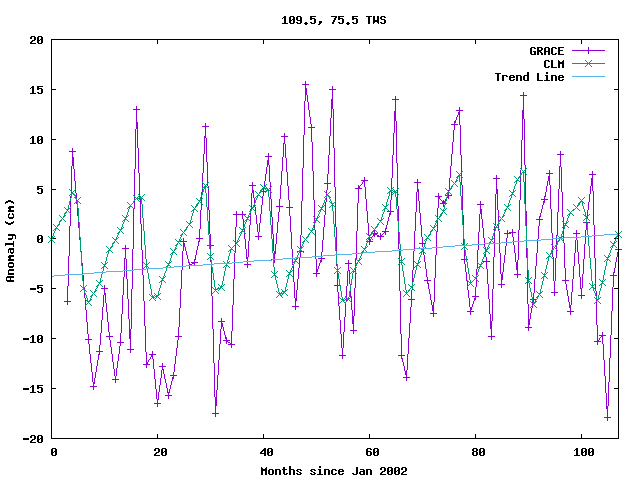 109.5, 75.5 TWS
GRACE
CLM
Trend Line
Anomaly (cm)
20
15
10
5
0
-5
-10
-15
-20
0 20 40 60 80 100
Months since Jan 2002